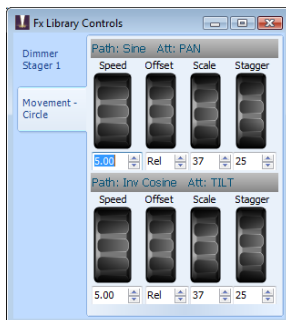 Fx Library Controls
Dimmer
Stager 1
Movement -
Circle
Path: Sine Att: PAN
Speed Offset Scale Stagger
5.00 Rel 37 25
Path: Inv Cosine Att: TILT
Speed Offset Scale Stagger
5.00 Rel 37 25